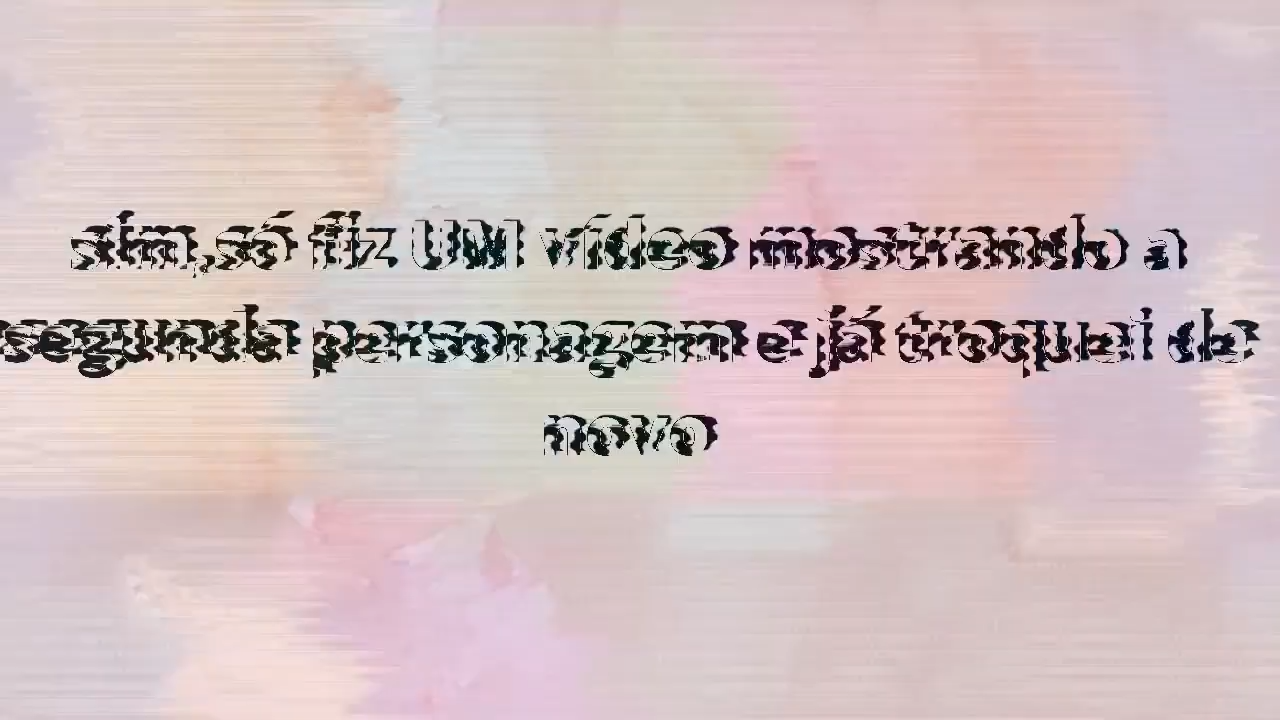 sim,só fiz UM vídeo mostrando a
segunda personagem e já troquei de
novo